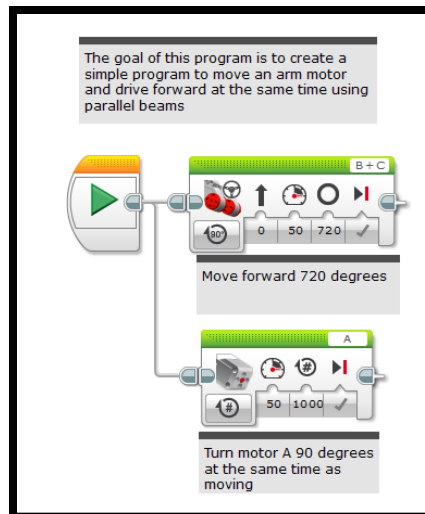 The goal of this program is to create a
simple program to move an arm motor
and drive forward at the same time using
parallel beams
B + C
90°
0 50 720
Move forward 720 degrees
A
#
#
50 1000
Turn motor A 90 degrees
at the same time as
moving